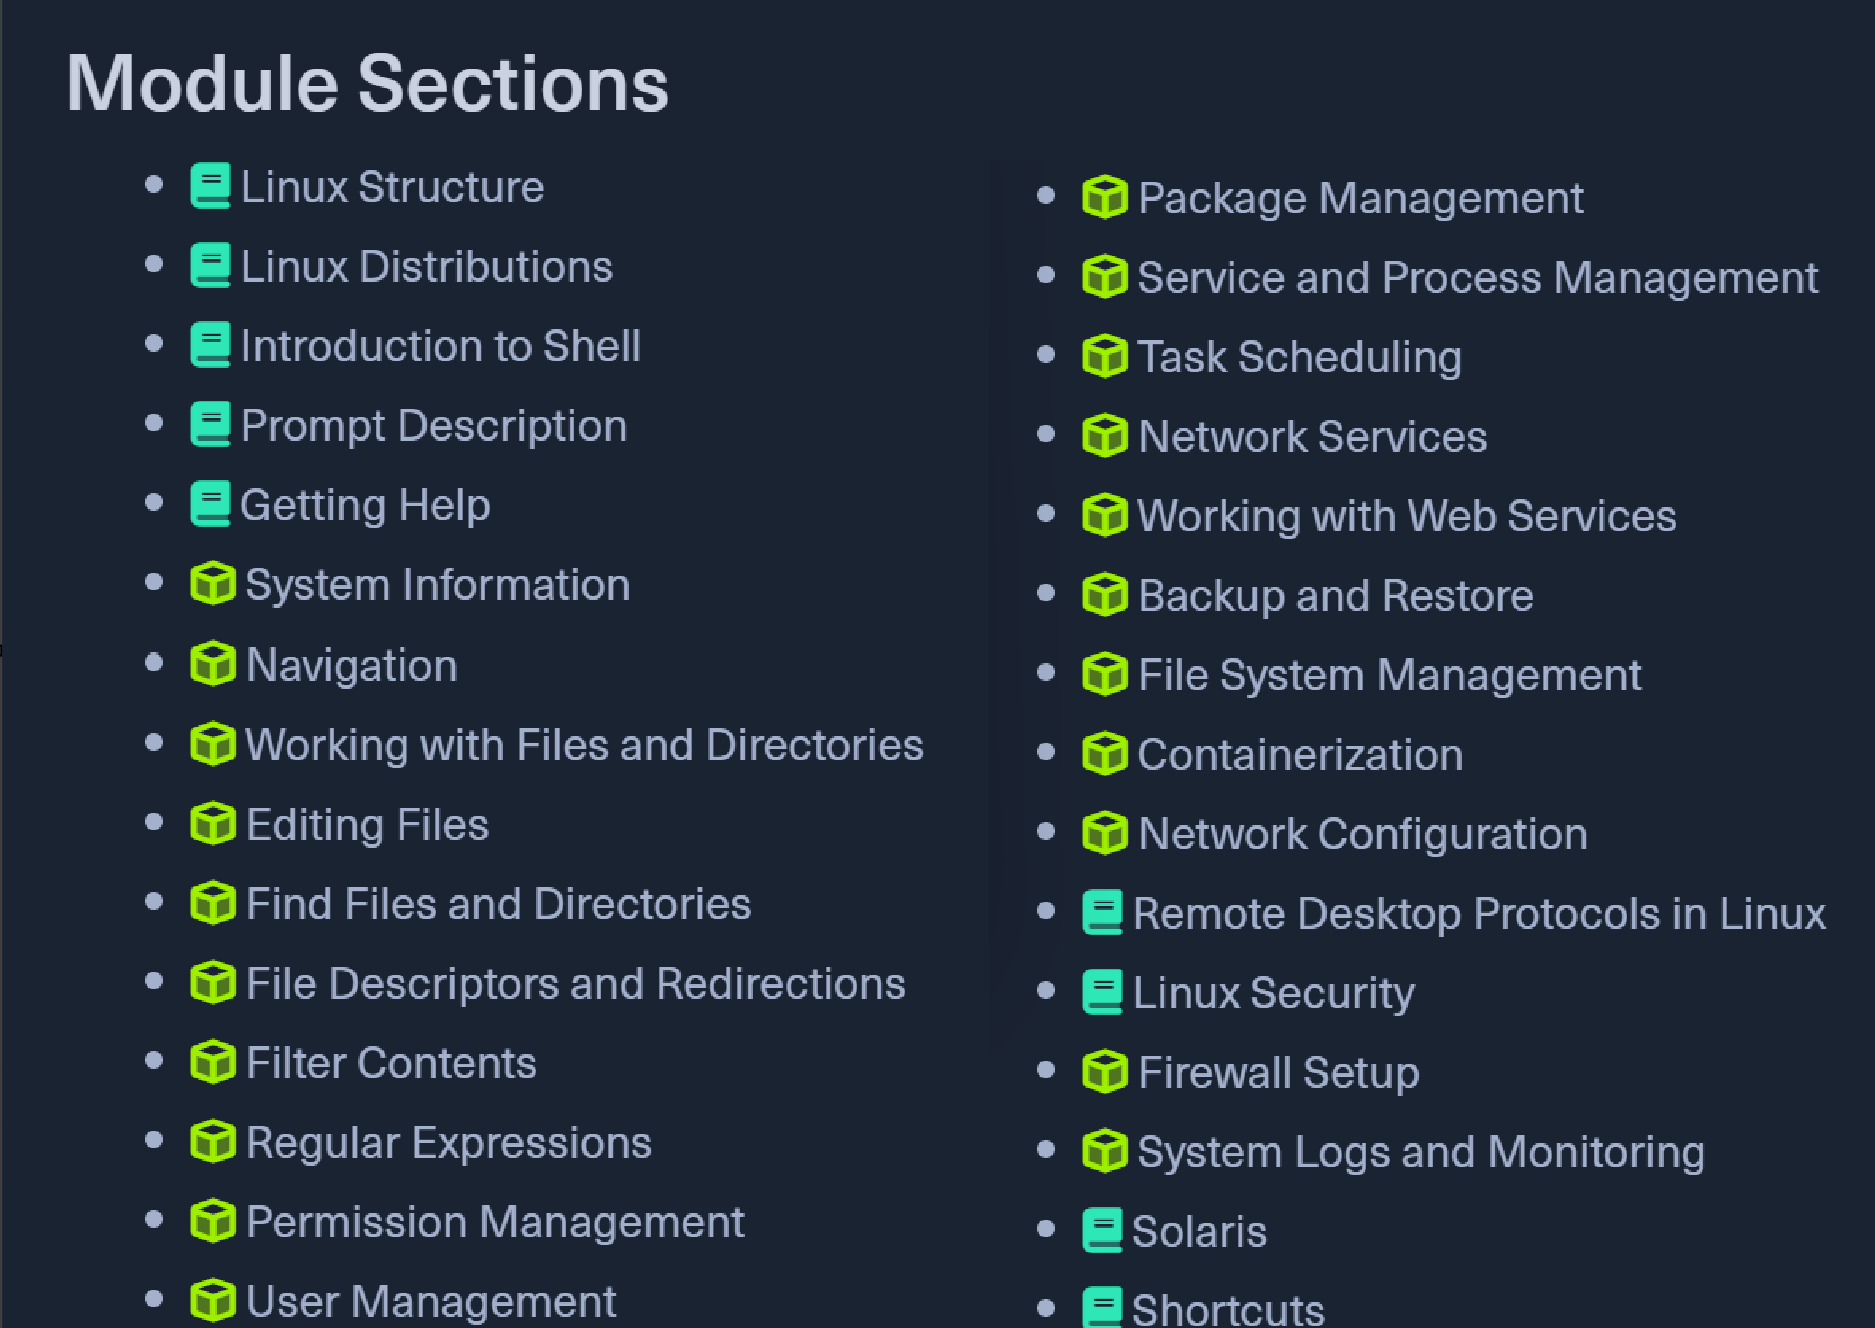 Module Sections
Linux Structure
Linux Distributions
Introduction to Shell
Prompt Description
Getting Help
System Information
Navigation
Working with Files and Directories
Editing Files
Find Files and Directories
File Descriptors and Redirections
Filter Contents
Regular Expressions
Permission Management
User Management
Package Management
Service and Process Management
Task Scheduling
Network Services
Working with Web Services
Backup and Restore
File System Management
Containerization
Network Configuration
Remote Desktop Protocols in Linux
Linux Security
Firewall Setup
System Logs and Monitoring
Solaris
Shortcuts